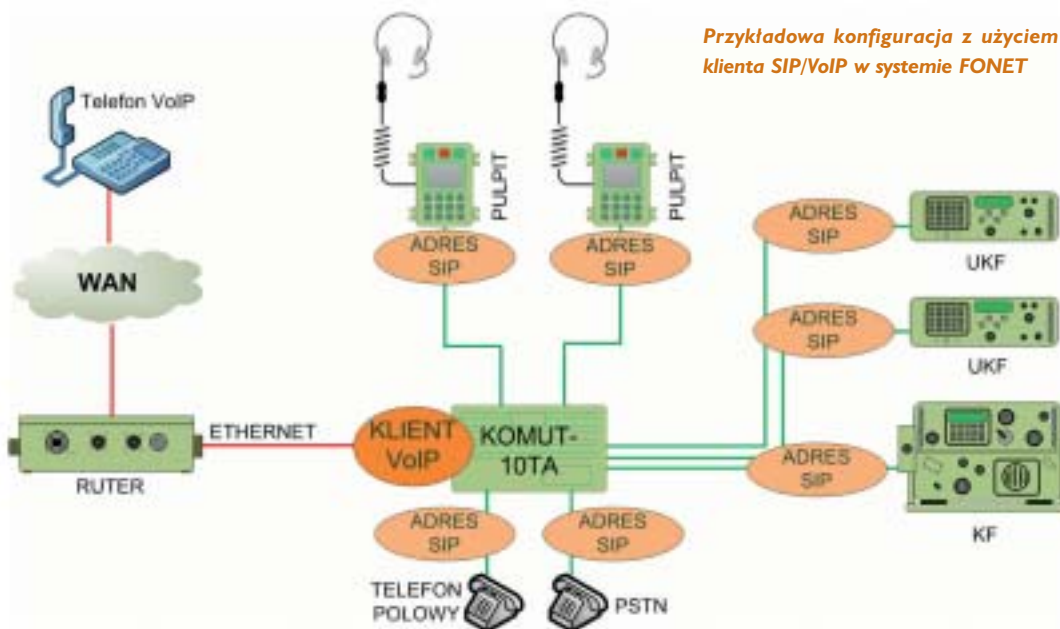 Przykładowa konfiguracja z użyciem
klienta SIP/VoIP w systemie FONET
Telefon VoIP
WAN
PULPIT
PULPIT
ADRES
SIP
ADRES
SIP
ADRES
SIP
UKF
ADRES
SIP
UKF
ETHERNET
RUTER
KLIENT
VoIP
KOMUT-
10TA
ADRES
SIP
KF
ADRES
SIP
ADRES
SIP
TELEFON
POLOWY
PSTN